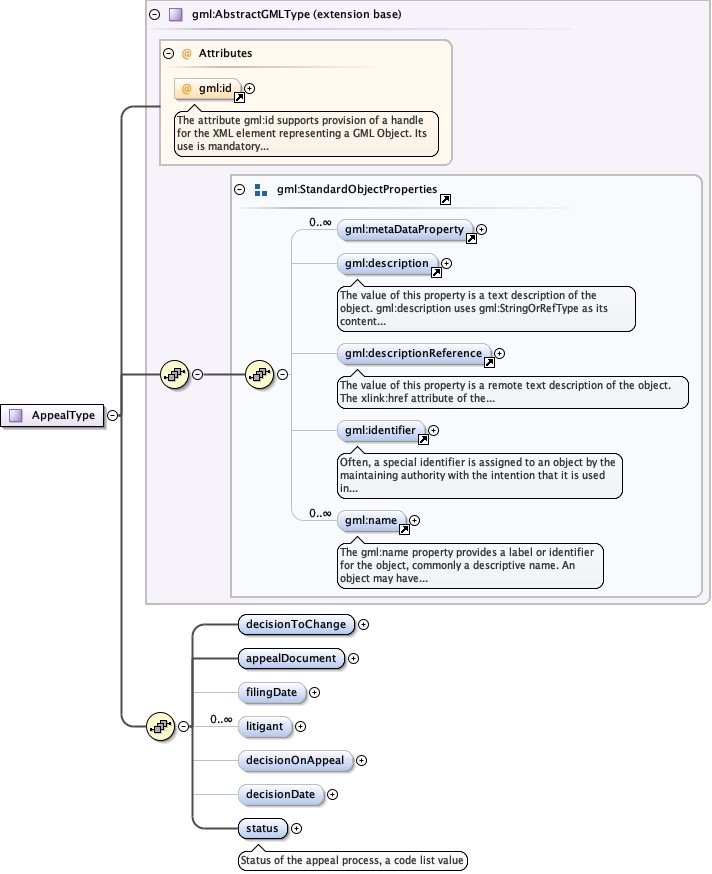 gml:AbstractGMLType (extension base)
@ Attributes
@ gml:id
The attribute gml:id supports provision of a handle
for the XML element representing a GML Object. Its
use is mandatory...
gml:StandardObjectProperties
0..∞
gml:metaDataProperty
gml:description
The value of this property is a text description of the
object. gml:description uses gml:StringOrRefType as its
content...
gml:descriptionReference
The value of this property is a remote text description of the object.
The xlink:href attribute of the...
AppealType
gml:identifier
Often, a special identifier is assigned to an object by the
maintaining authority with the intention that it is used
in...
0..∞
gml:name
The gml:name property provides a label or identifier
for the object, commonly a descriptive name. An
object may have...
decisionToChange
appealDocument
filingDate
0..∞
litigant
decisionOnAppeal
decisionDate
status
Status of the appeal process, a code list value